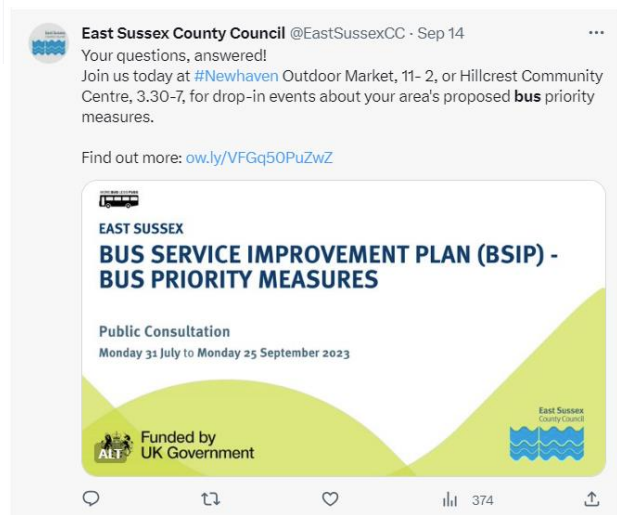 East Sussex County Council @EastSussexCC · Sep 14
Your questions, answered!
Join us today at #Newhaven Outdoor Market, 11- 2, or Hillcrest Community
Centre, 3.30-7, for drop-in events about your area's proposed bus priority
measures.
Find out more: ow.ly/VFGq50PuZwZ
EAST SUSSEX
BUS SERVICE IMPROVEMENT PLAN (BSIP) -
BUS PRIORITY MEASURES
Public Consultation
Monday 31 July to Monday 25 September 2023
Funded by
UK Government
ALT
East Sussex
County Council
374